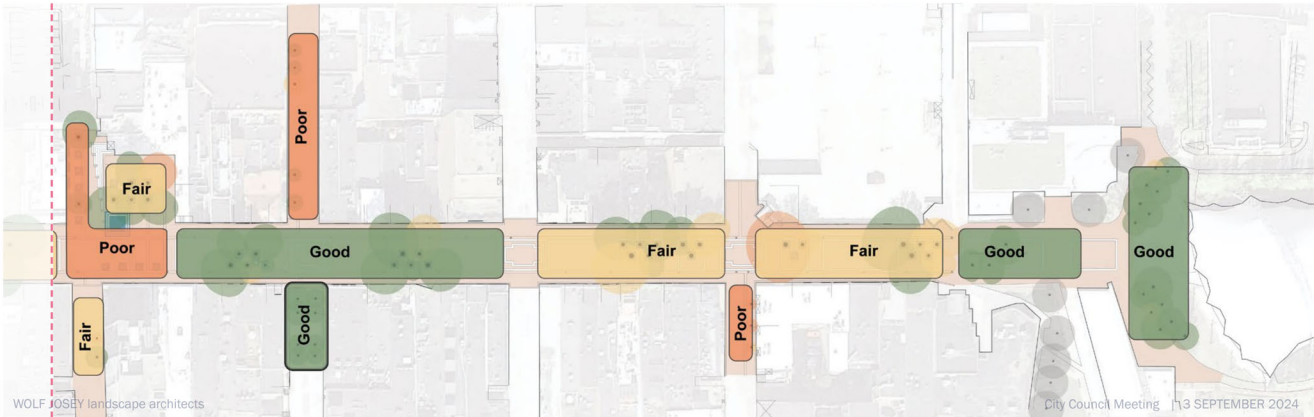 Poor
Fair
Poor
Good
Fair
Fair
Good
Good
Fair
Good
Poor
WOLF JOSEY landscape architects
City Council Meeting | 13 SEPTEMBER 2024